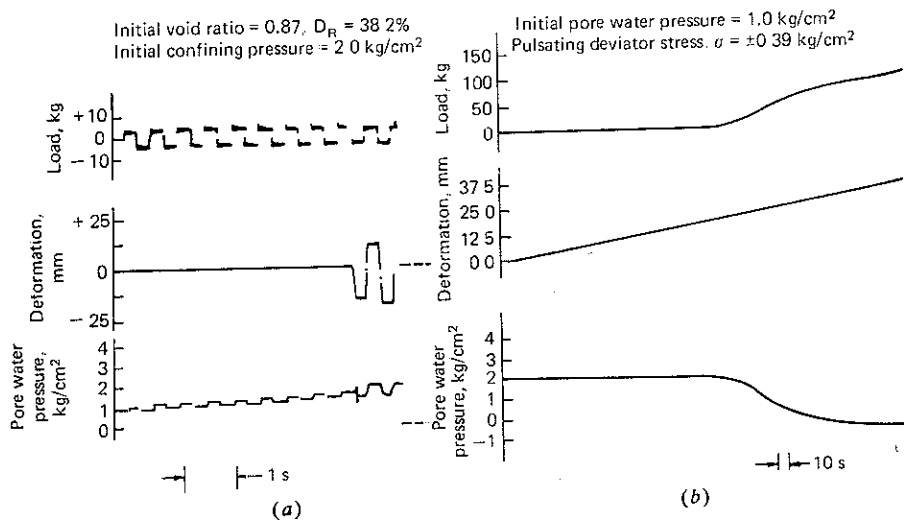 Initial void ratio = 0.87, D_R = 38 2%
Initial confining pressure = 2 0 kg/cm²
Load, kg
+10
0
−10
Deformation, mm
+ 25
0
− 25
Pore water pressure, kg/cm²
4
3
2
1
0
1 s
(a)
Initial pore water pressure = 1.0 kg/cm²
Pulsating deviator stress. σ = ±0 39 kg/cm²
Load, kg
150
100
50
0
Deformation, mm
37 5
25 0
12 5
0 0
Pore water pressure, kg/cm²
4
3
2
1
0
−1
10 s
(b)